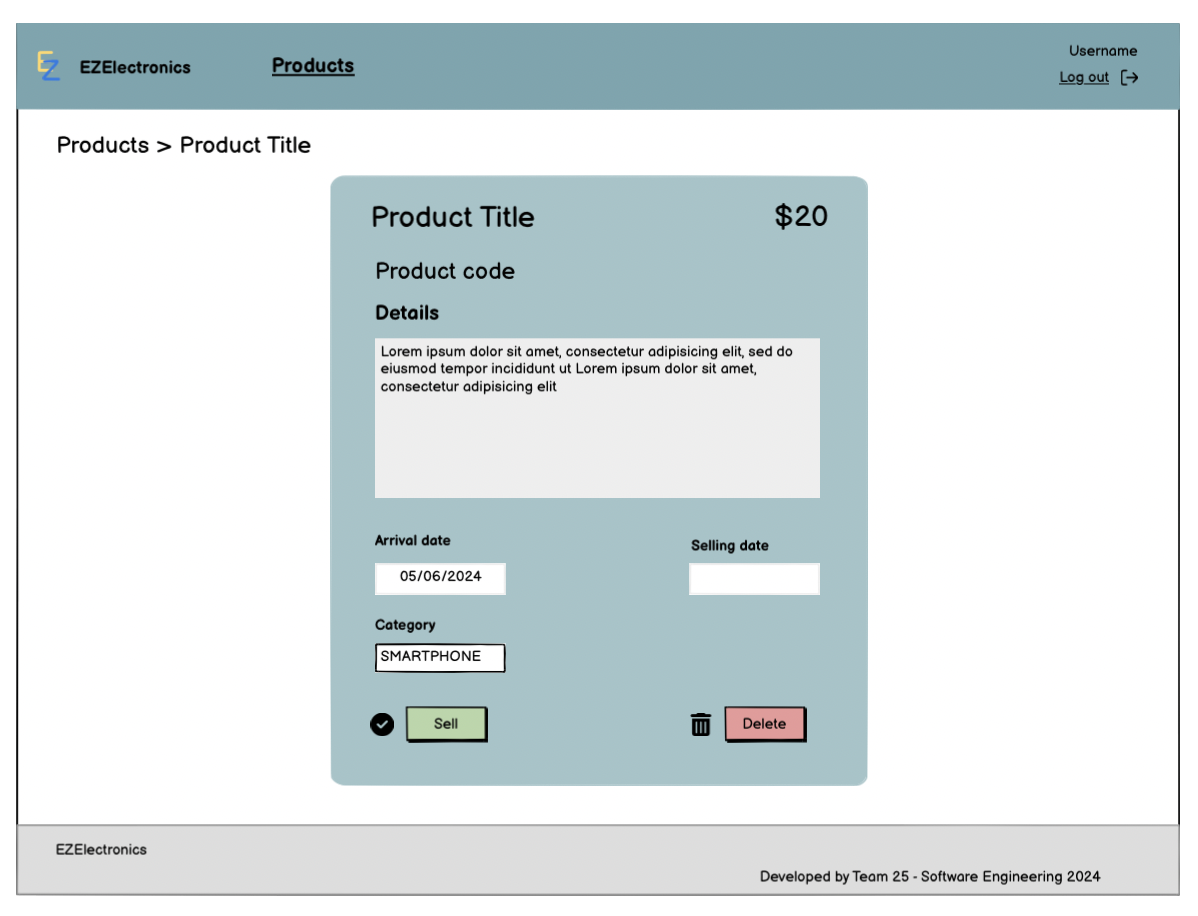 EZ
EZElectronics
Products
Username
Log out
Products > Product Title
Product Title
$20
Product code
Details
Lorem ipsum dolor sit amet, consectetur adipisicing elit, sed do
eiusmod tempor incididunt ut Lorem ipsum dolor sit amet,
consectetur adipisicing elit
Arrival date
Selling date
05/06/2024
Category
SMARTPHONE
Sell
Delete
EZElectronics
Developed by Team 25 - Software Engineering 2024